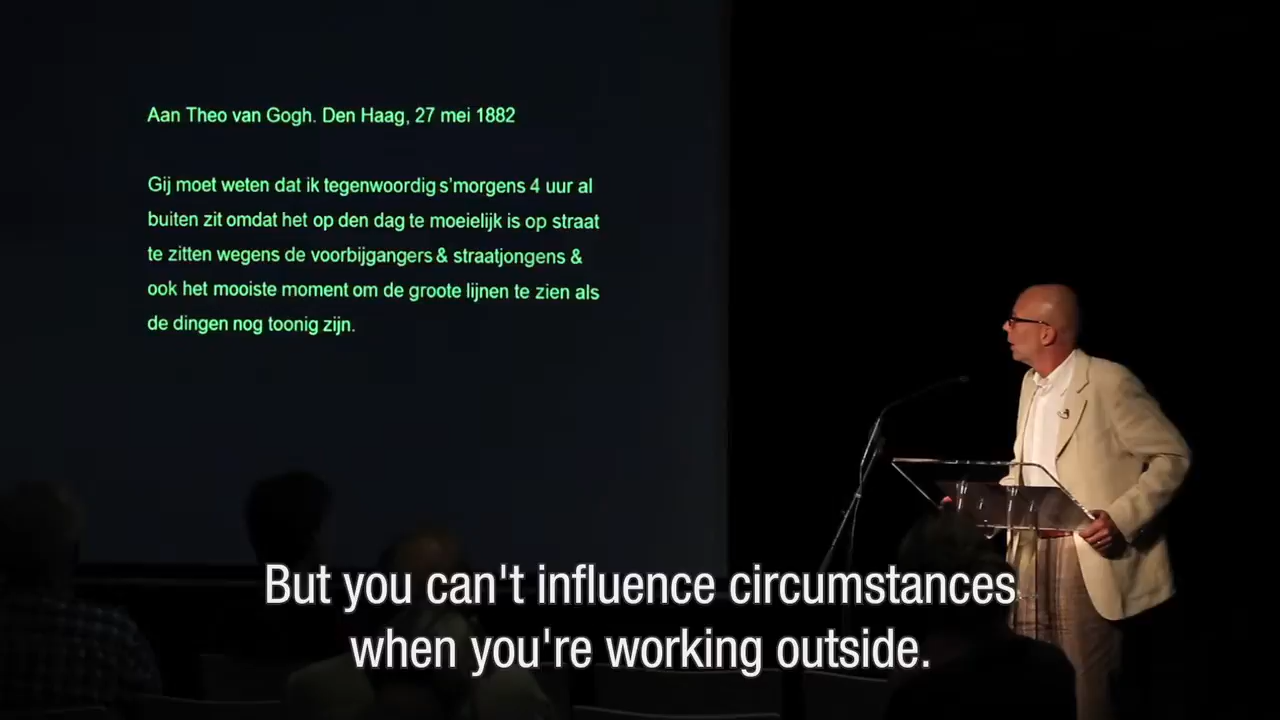 Aan Theo van Gogh. Den Haag, 27 mei 1882
Gij moet weten dat ik tegenwoordig s'morgens 4 uur al
buiten zit omdat het op den dag te moeielijk is op straat
te zitten wegens de voorbijgangers & straatjongens &
ook het mooiste moment om de groote lijnen te zien als
de dingen nog toonig zijn.
But you can't influence circumstances
when you're working outside.